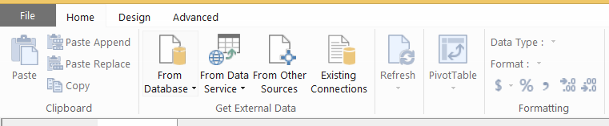 File Home Design Advanced
Paste
Paste Append
Paste Replace
Copy
Clipboard
From Database
From Data Service
From Other Sources
Existing Connections
Get External Data
Refresh
PivotTable
Data Type :
Format :
$ % , .0 .00 .00 .0
Formatting